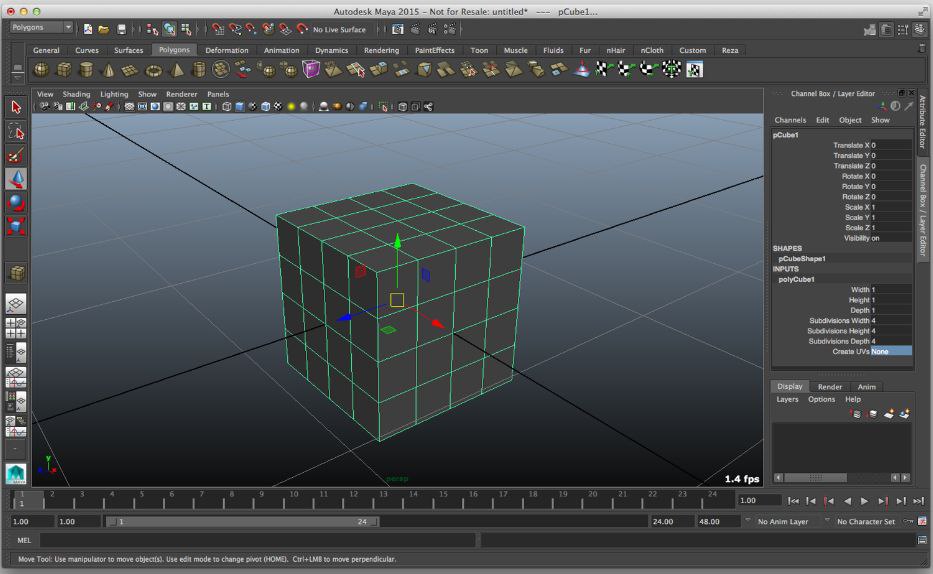 Autodesk Maya 2015 - Not for Resale: untitled*   ---   pCube1...
Polygons
No Live Surface
General Curves Surfaces Polygons Deformation Animation Dynamics Rendering PaintEffects Toon Muscle Fluids Fur nHair nCloth Custom Reza
View Shading Lighting Show Renderer Panels
Channel Box / Layer Editor
Channels Edit Object Show
pCube1
Translate X 0
Translate Y 0
Translate Z 0
Rotate X 0
Rotate Y 0
Rotate Z 0
Scale X 1
Scale Y 1
Scale Z 1
Visibility on
SHAPES
pCubeShape1
INPUTS
polyCube1
Width 1
Height 1
Depth 1
Subdivisions Width 4
Subdivisions Height 4
Subdivisions Depth 4
Create UVs None
Attribute Editor
Channel Box / Layer Editor
Display Render Anim
Layers Options Help
y
x
z
persp
1.4 fps
1 2 3 4 5 6 7 8 9 10 11 12 13 14 15 16 17 18 19 20 21 22 23 24
1
1.00
1.00 1.00 1 24 24.00 48.00 No Anim Layer No Character Set
MEL
Move Tool: Use manipulator to move object(s). Use edit mode to change pivot (HOME). Ctrl+LMB to move perpendicular.